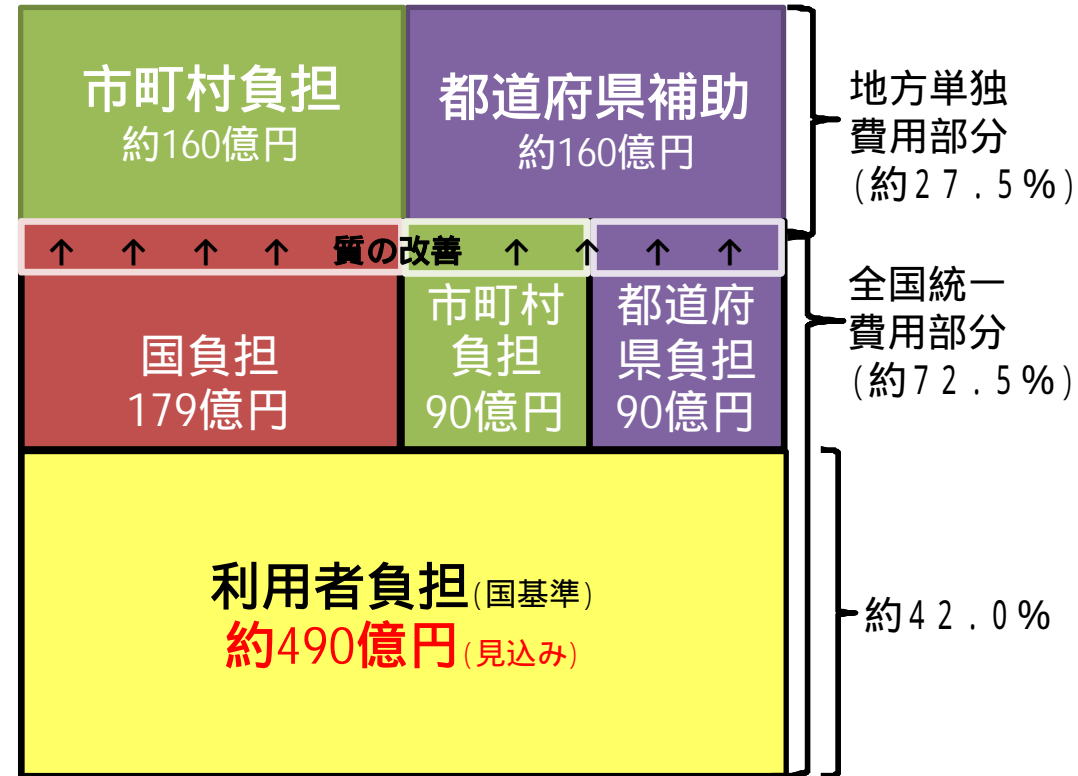 市町村負担
約160億円
都道府県補助
約160億円
地方単独
費用部分
(約27.5%)
↑ ↑ ↑ ↑ 質の改善 ↑ ↑ ↑ ↑
国負担
179億円
市町村
負担
90億円
都道府
県負担
90億円
全国統一
費用部分
(約72.5%)
利用者負担(国基準)
約490億円(見込み)
約42.0%